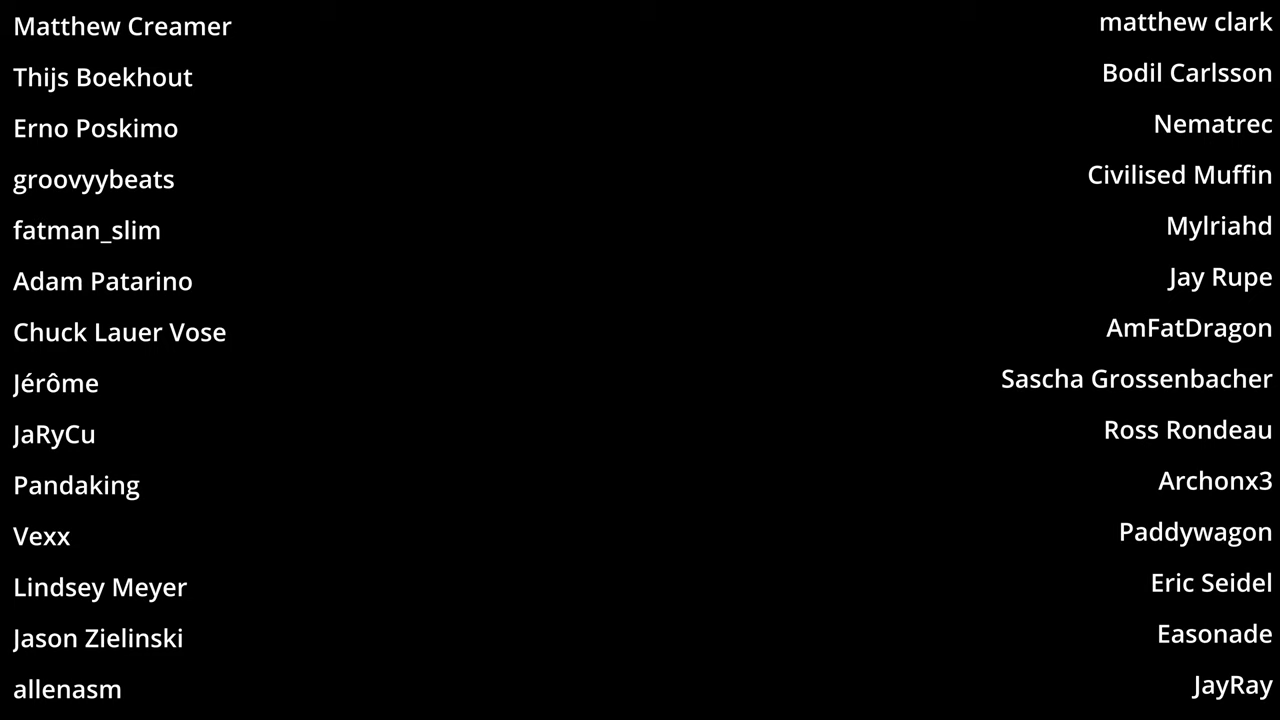 Matthew Creamer
Thijs Boekhout
Erno Poskimo
groovyybeats
fatman_slim
Adam Patarino
Chuck Lauer Vose
Jérôme
JaRyCu
Pandaking
Vexx
Lindsey Meyer
Jason Zielinski
allenasm
matthew clark
Bodil Carlsson
Nematrec
Civilised Muffin
Mylriahd
Jay Rupe
AmFatDragon
Sascha Grossenbacher
Ross Rondeau
Archonx3
Paddywagon
Eric Seidel
Easonade
JayRay